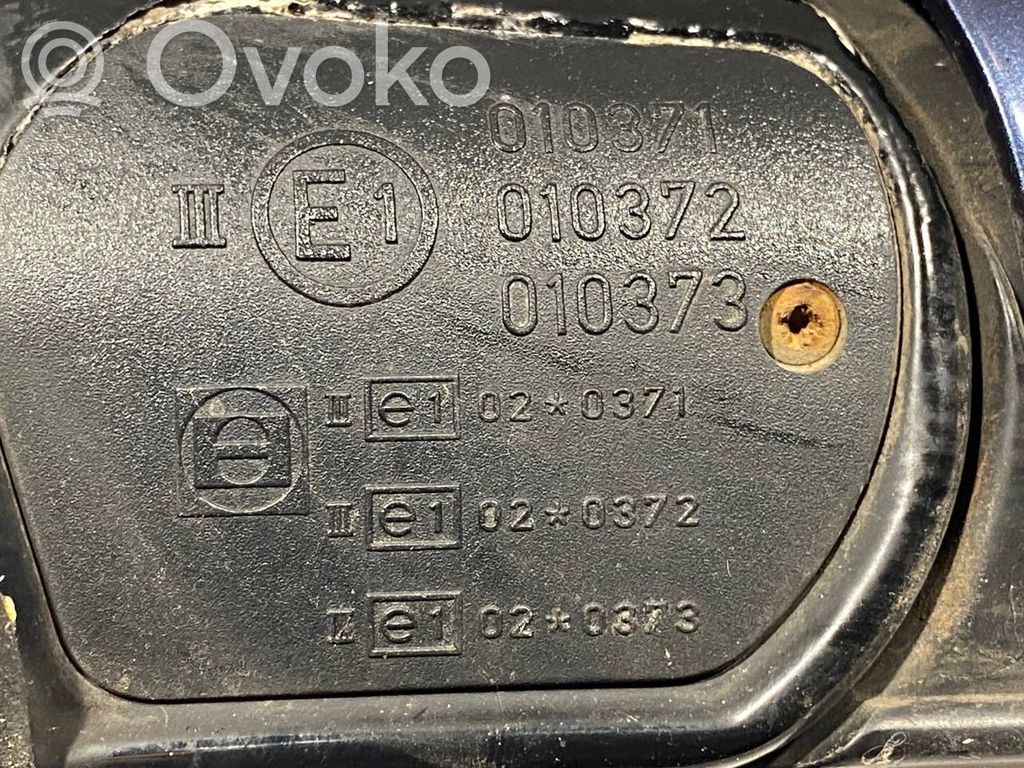 Ovoko
010371
III E1 010372
010373
III e1 02*0371
II e1 02*0372
IV e1 02*0373